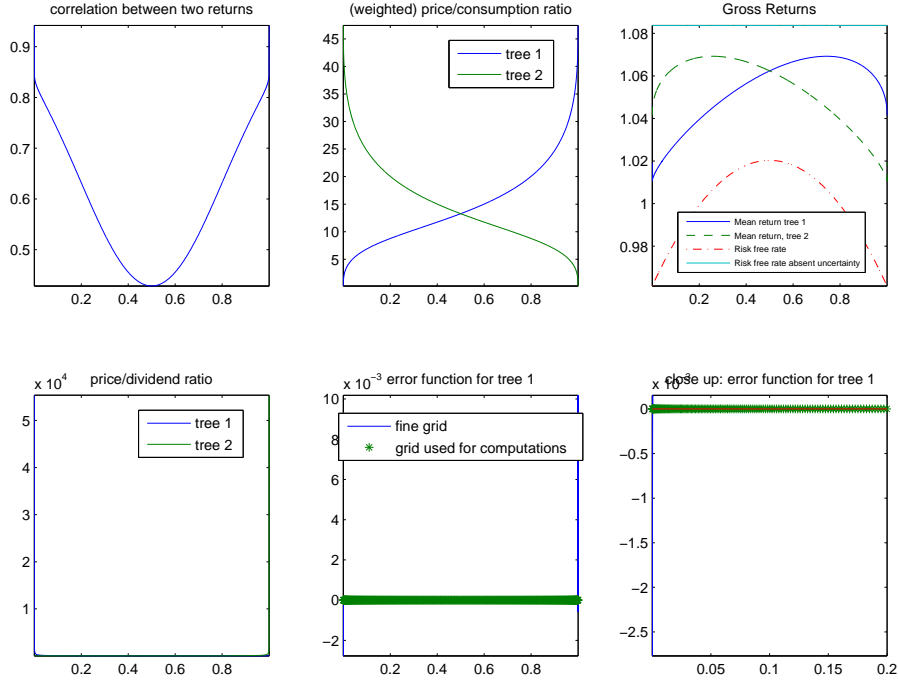 correlation between two returns
0.9
0.8
0.7
0.6
0.5
0.2 0.4 0.6 0.8
(weighted) price/consumption ratio
45
40
35
30
25
20
15
10
5
tree 1
tree 2
0.2 0.4 0.6 0.8
Gross Returns
1.08
1.06
1.04
1.02
1
0.98
Mean return tree 1
Mean return, tree 2
Risk free rate
Risk free rate absent uncertainty
0.2 0.4 0.6 0.8
price/dividend ratio
x 10^4
5
4
3
2
1
tree 1
tree 2
0.2 0.4 0.6 0.8
error function for tree 1
x 10^-3
10
8
6
4
2
0
−2
fine grid
grid used for computations
0.2 0.4 0.6 0.8
close up: error function for tree 1
x 10^-3
0
−0.5
−1
−1.5
−2
−2.5
0.05 0.1 0.15 0.2